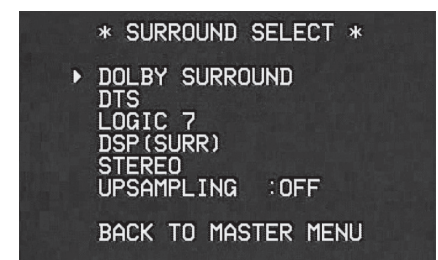 * SURROUND SELECT *
DOLBY SURROUND
DTS
LOGIC 7
DSP(SURR)
STEREO
UPSAMPLING :OFF
BACK TO MASTER MENU